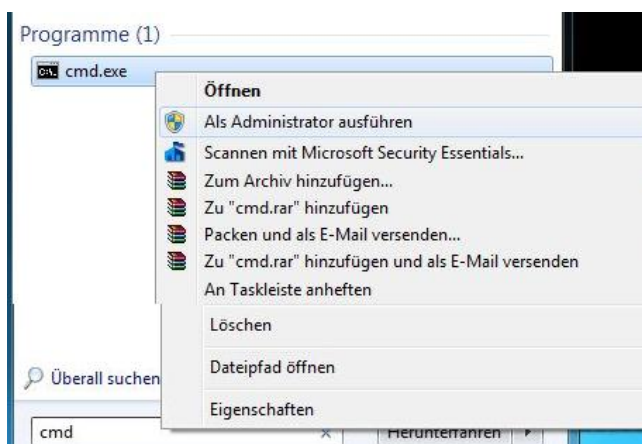 Programme (1)
cmd.exe
Öffnen
Als Administrator ausführen
Scannen mit Microsoft Security Essentials...
Zum Archiv hinzufügen...
Zu "cmd.rar" hinzufügen
Packen und als E-Mail versenden...
Zu "cmd.rar" hinzufügen und als E-Mail versenden
An Taskleiste anheften
Löschen
Dateipfad öffnen
Eigenschaften
Überall suchen
cmd
Herunterfahren